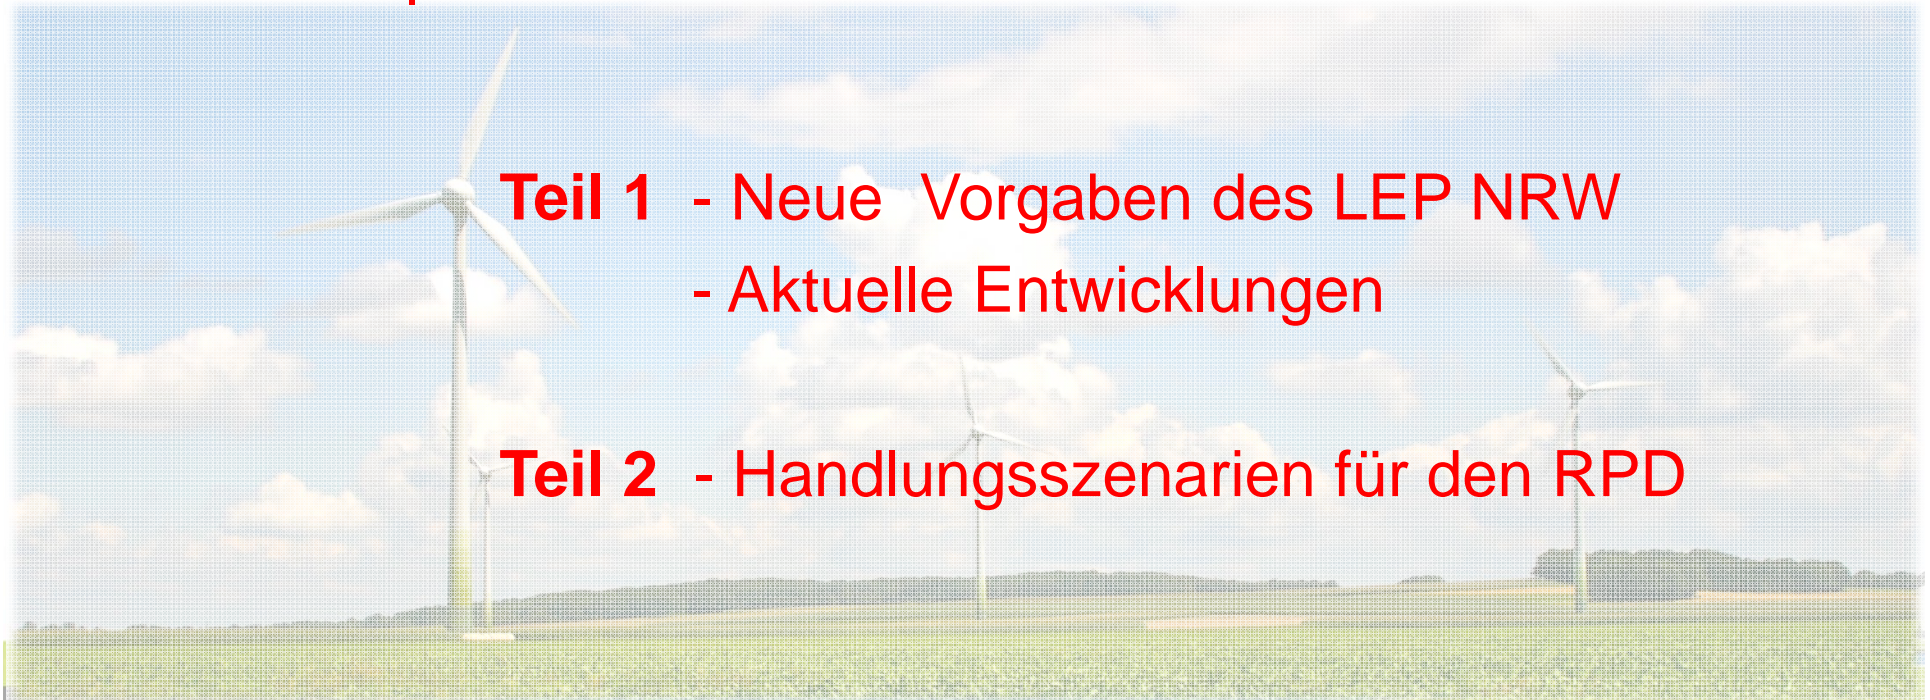 Teil 1 - Neue Vorgaben des LEP NRW
- Aktuelle Entwicklungen
Teil 2 - Handlungsszenarien für den RPD